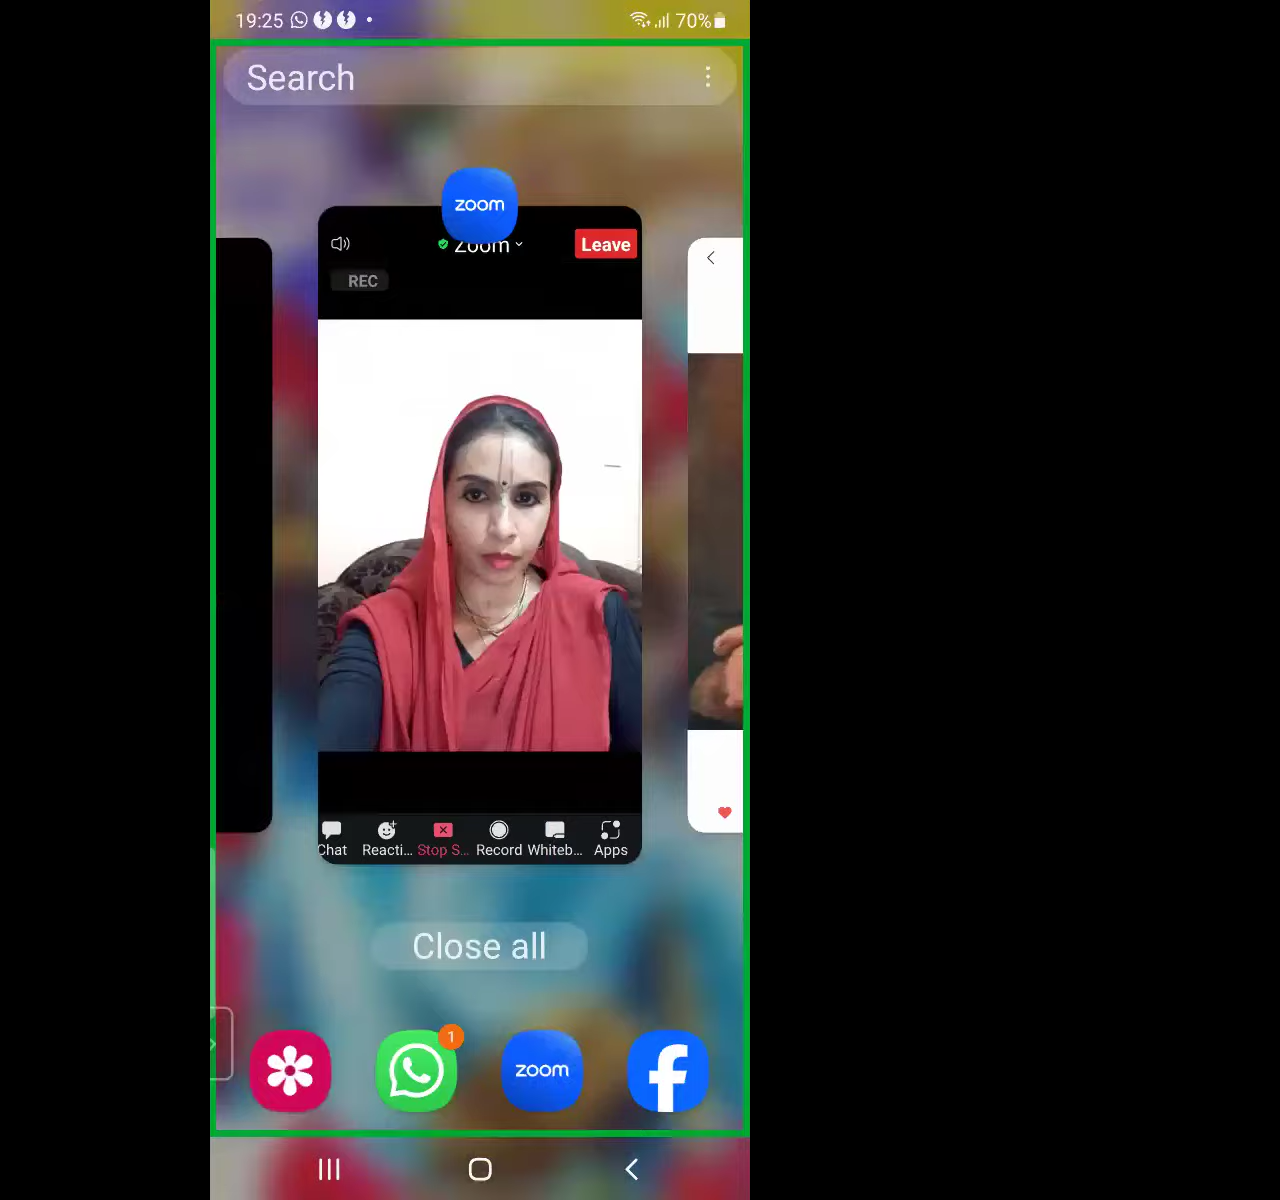 19:25 70%
Search
zoom
Zoom Leave
REC
Chat Reacti... Stop S... Record Whiteb... Apps
Close all
1
zoom